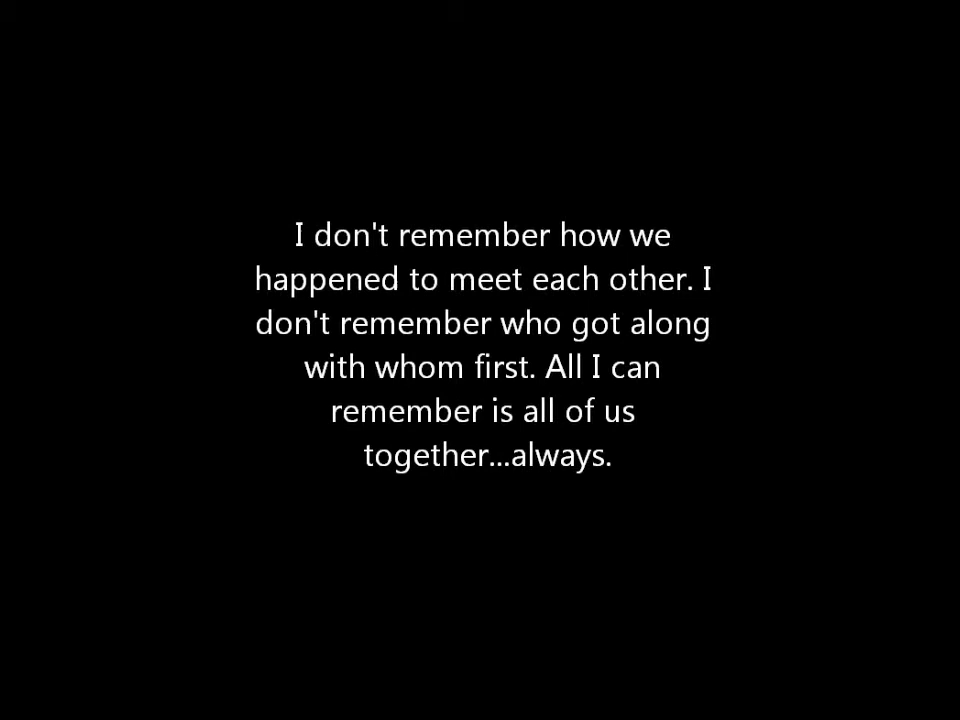 I don't remember how we
happened to meet each other. I
don't remember who got along
with whom first. All I can
remember is all of us
together...always.